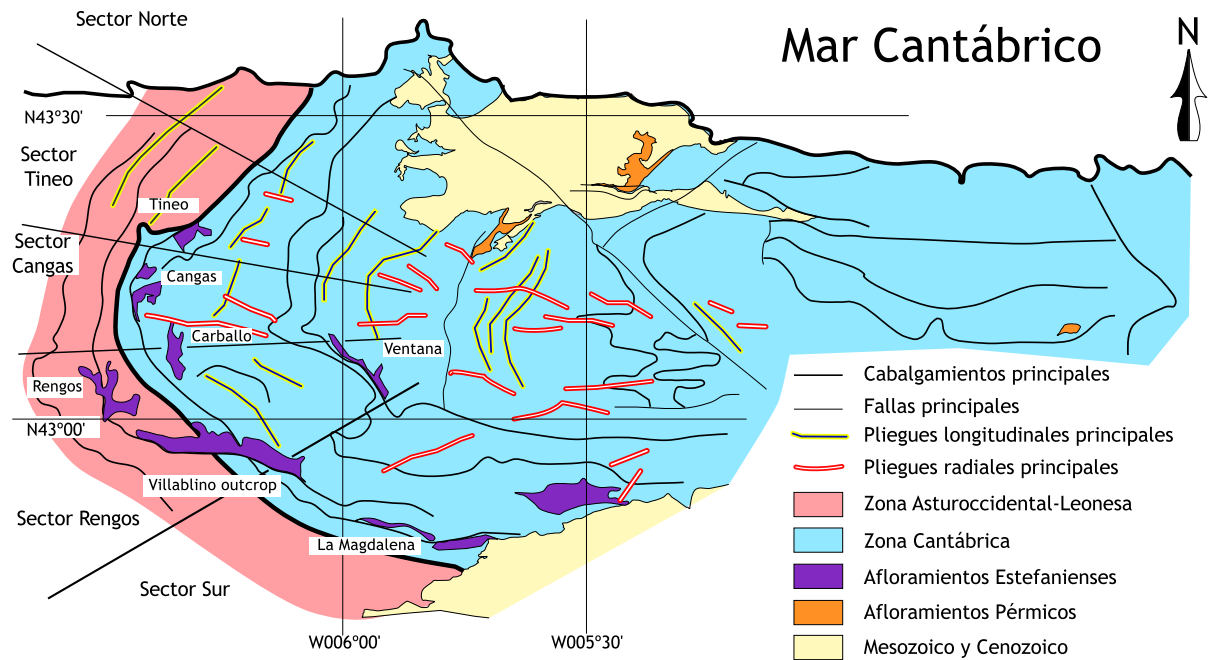 Sector Norte
Mar Cantábrico
N
N43°30'
Sector
Tineo
Tineo
Sector
Cangas
Cangas
Carballo
Ventana
Rengos
N43°00'
Villablino outcrop
Sector Rengos
La Magdalena
Sector Sur
W006°00'
W005°30'
Cabalgamientos principales
Fallas principales
Pliegues longitudinales principales
Pliegues radiales principales
Zona Asturoccidental-Leonesa
Zona Cantábrica
Afloramientos Estefanienses
Afloramientos Pérmicos
Mesozoico y Cenozoico